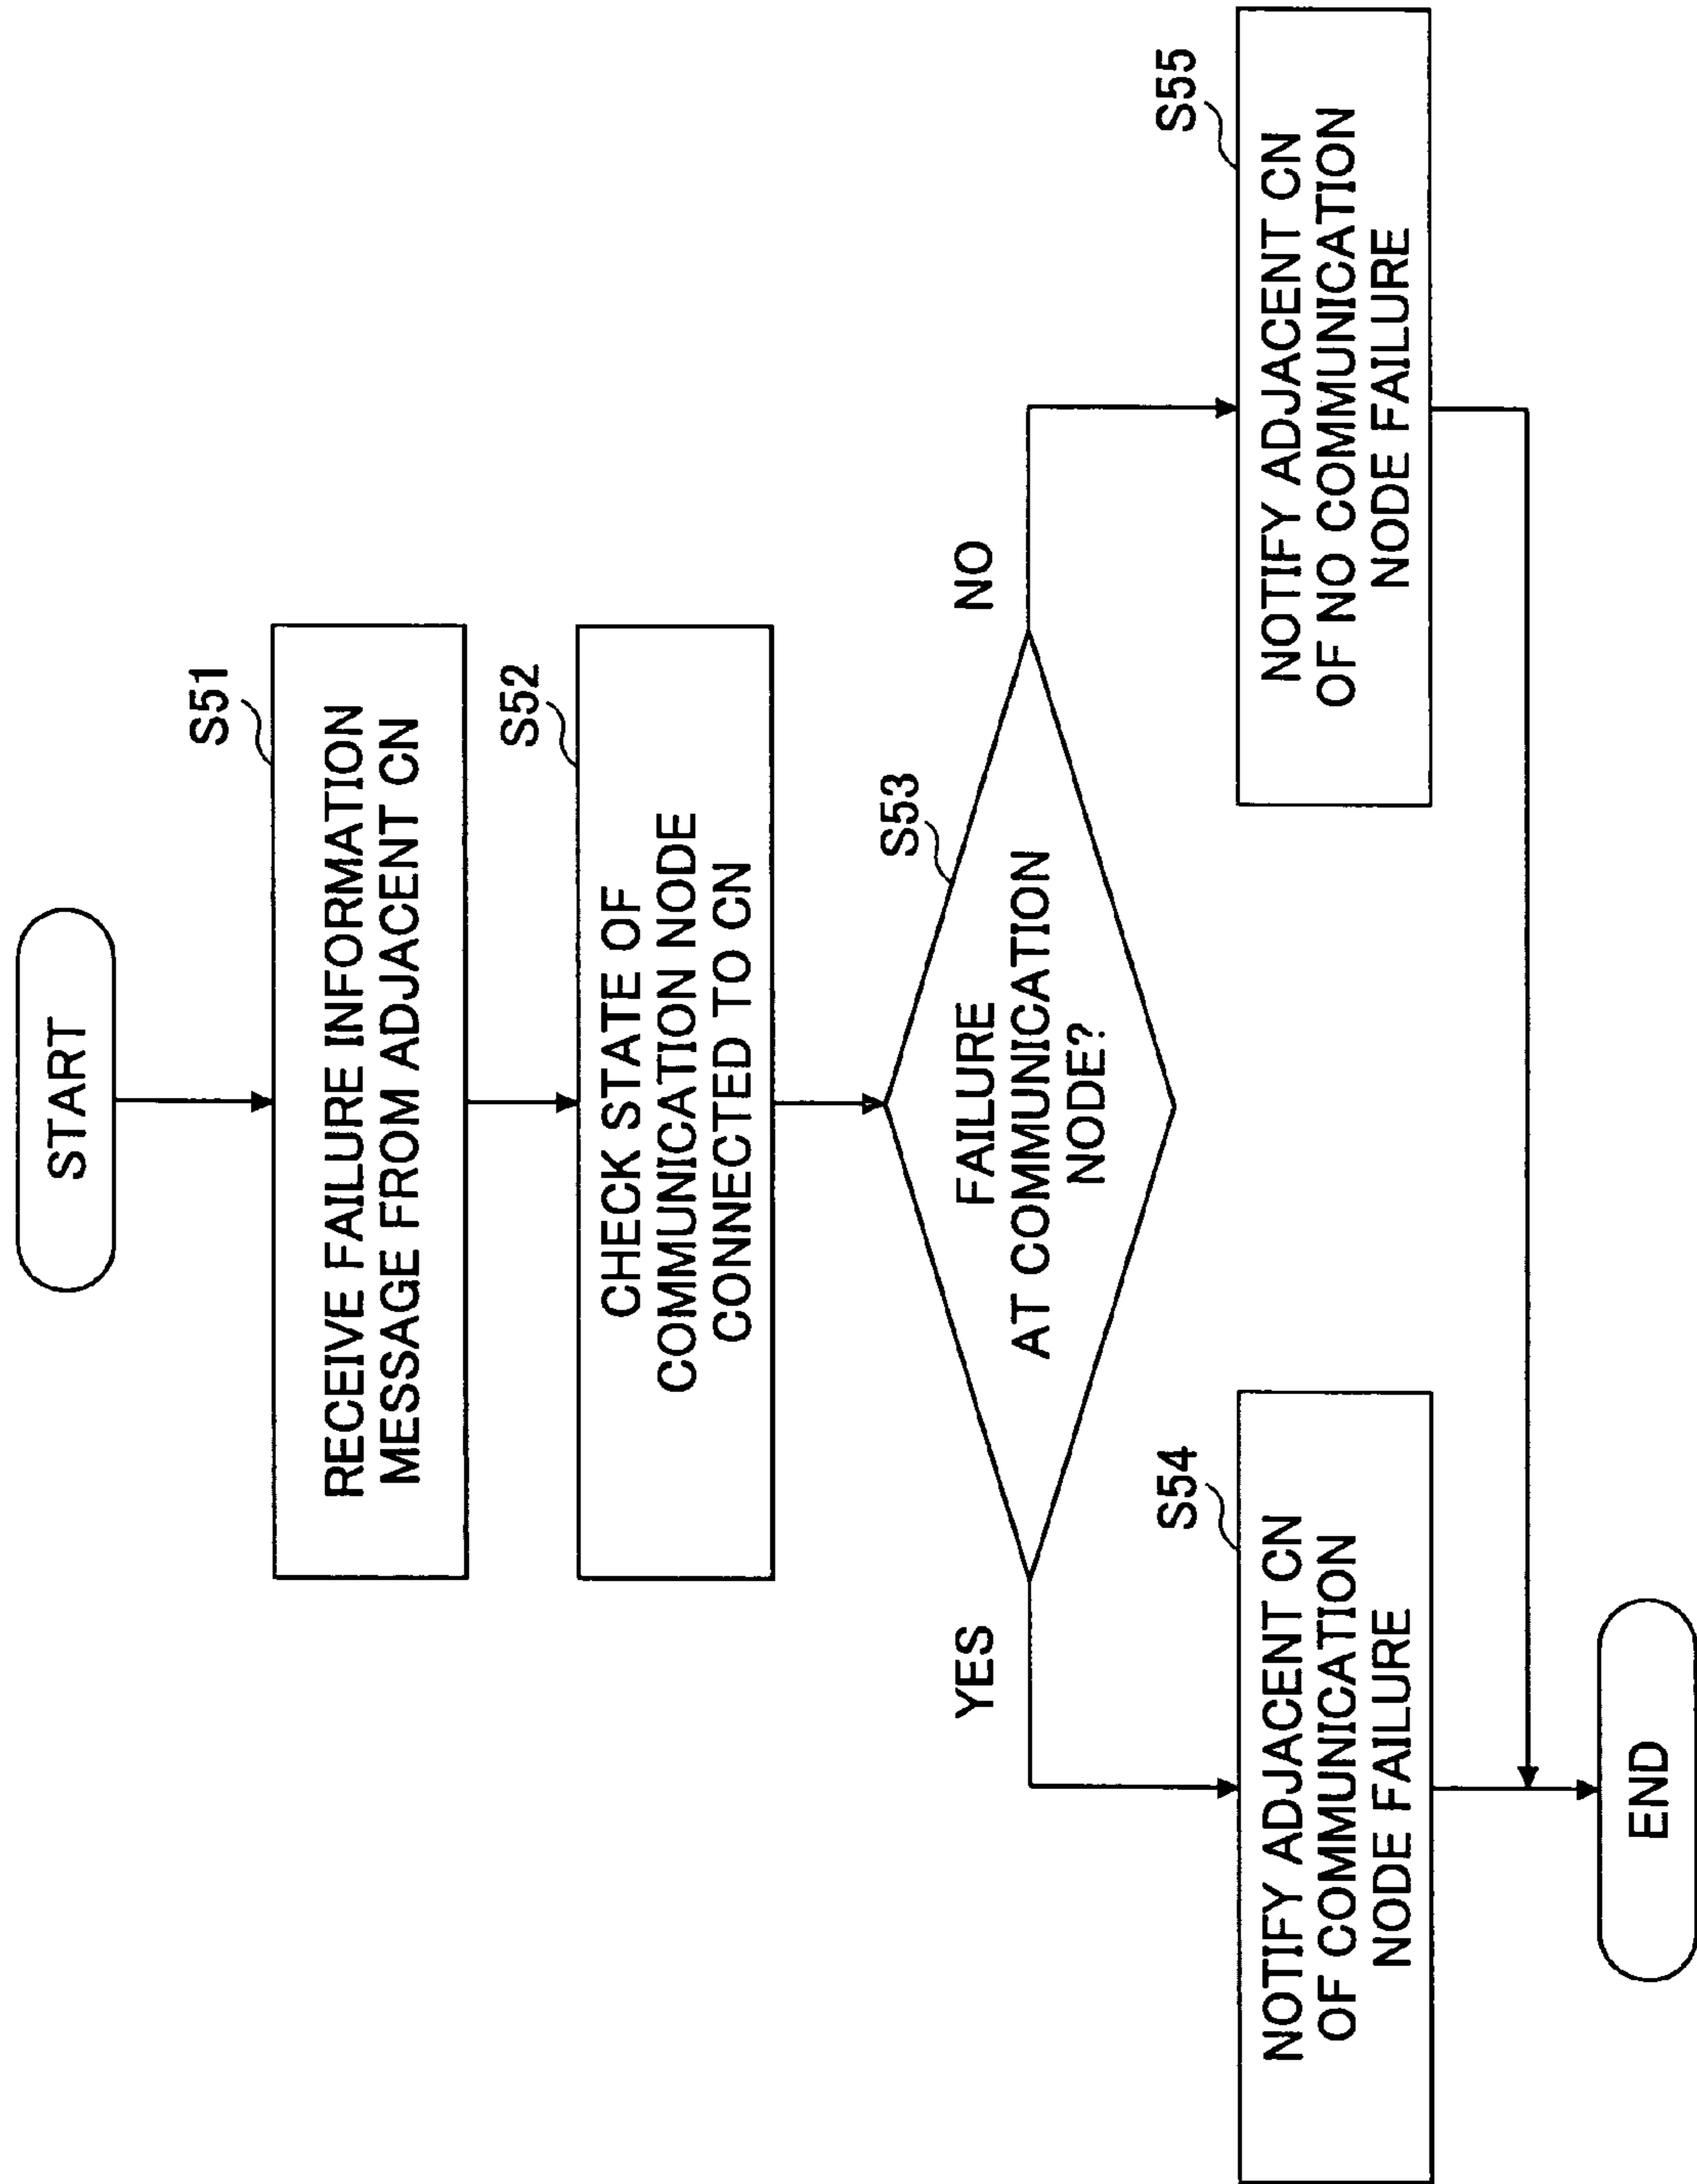 START
S51
RECEIVE FAILURE INFORMATION
MESSAGE FROM ADJACENT CN
S52
CHECK STATE OF
COMMUNICATION NODE
CONNECTED TO CN
S53
FAILURE
AT COMMUNICATION
NODE?
YES
NO
S54
NOTIFY ADJACENT CN
OF COMMUNICATION
NODE FAILURE
S55
NOTIFY ADJACENT CN
OF NO COMMUNICATION
NODE FAILURE
END